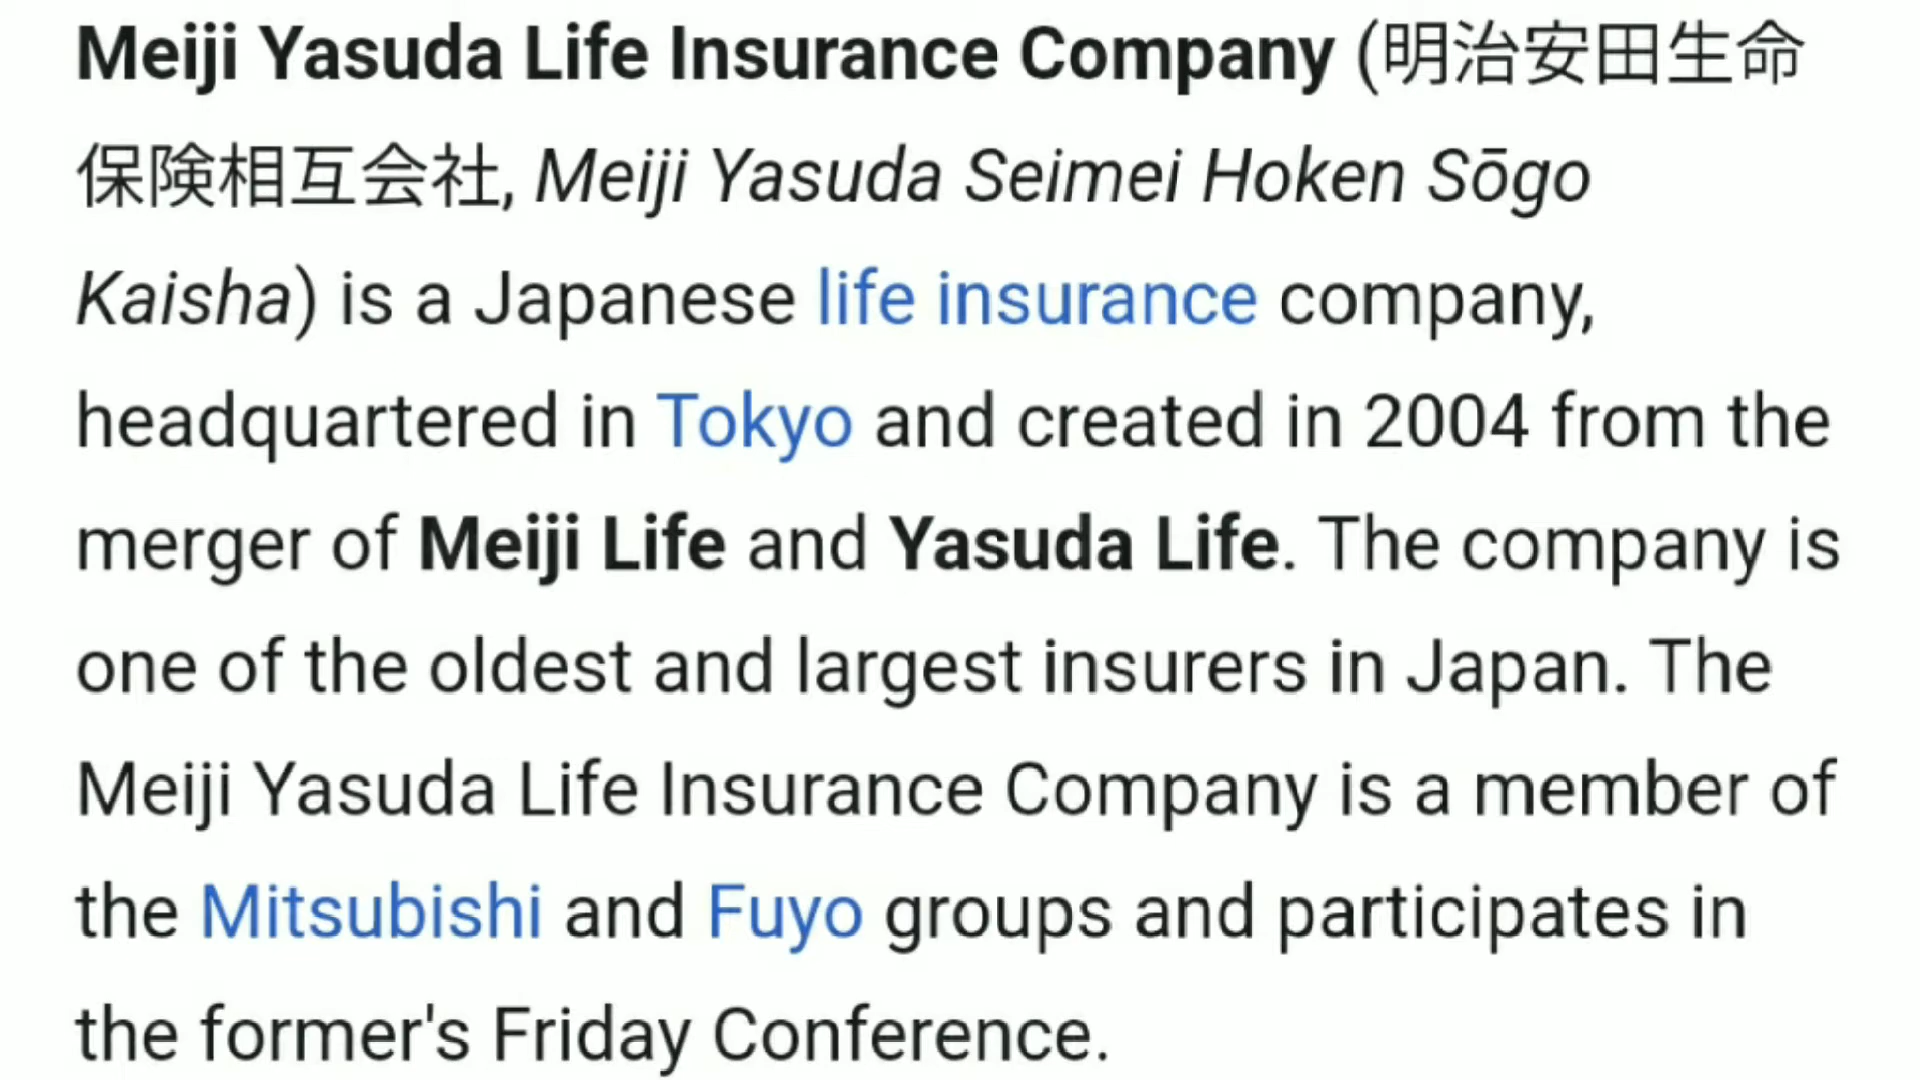 Meiji Yasuda Life Insurance Company (明治安田生命
保険相互会社, Meiji Yasuda Seimei Hoken Sōgo
Kaisha) is a Japanese life insurance company,
headquartered in Tokyo and created in 2004 from the
merger of Meiji Life and Yasuda Life. The company is
one of the oldest and largest insurers in Japan. The
Meiji Yasuda Life Insurance Company is a member of
the Mitsubishi and Fuyo groups and participates in
the former's Friday Conference.